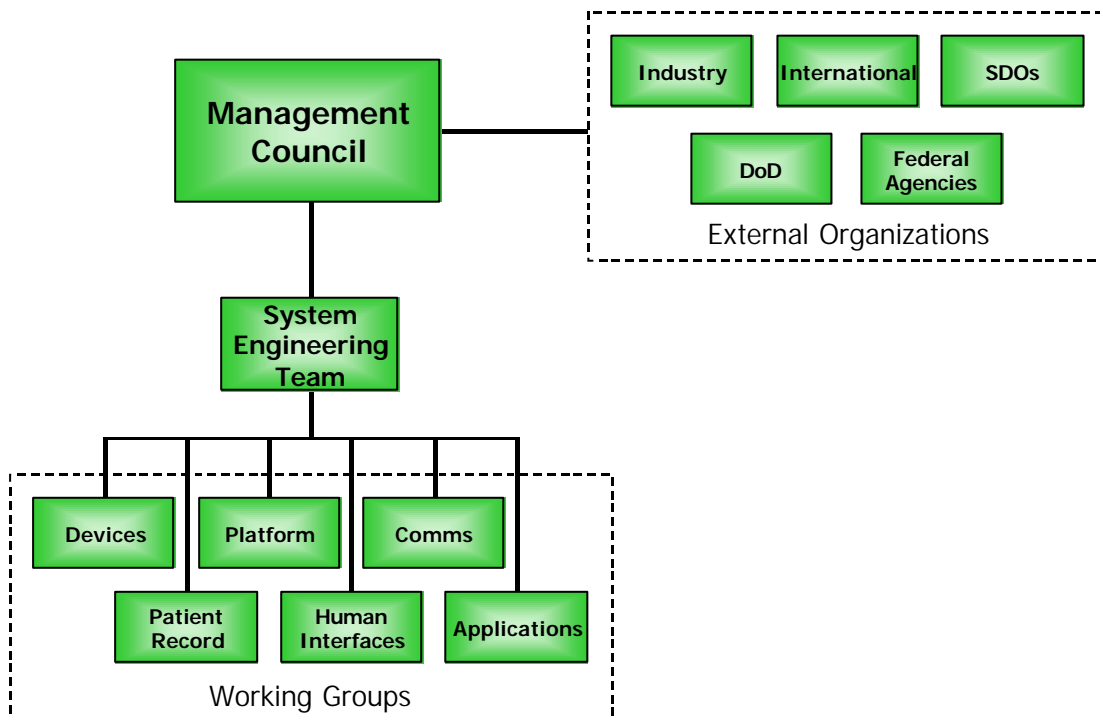 Management
Council
Industry
International
SDOs
DoD
Federal
Agencies
External Organizations
System
Engineering
Team
Devices
Platform
Comms
Patient
Record
Human
Interfaces
Applications
Working Groups